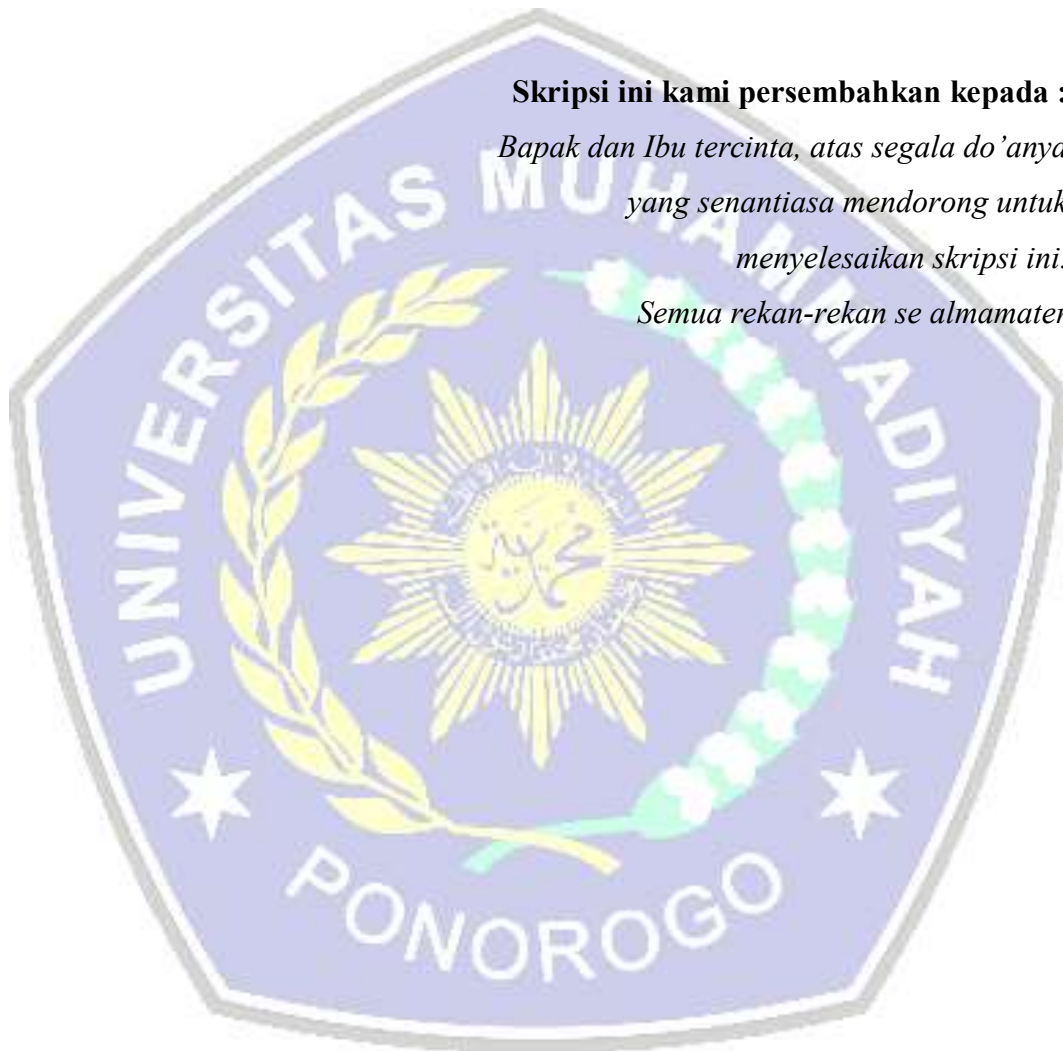 Skripsi ini kami persembahkan kepada :
Bapak dan Ibu tercinta, atas segala do’anya
yang senantiasa mendorong untuk
menyelesaikan skripsi ini.
Semua rekan-rekan se almamater
UNIVERSITAS MUHAMMADIYAH
PONOROGO